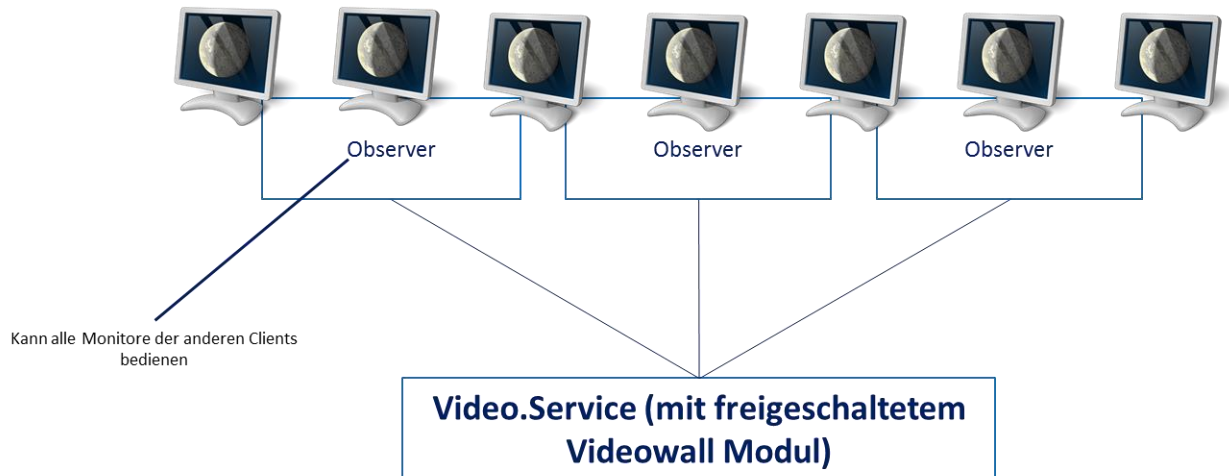 Observer
Observer
Observer
Kann alle Monitore der anderen Clients
bedienen
Video.Service (mit freigeschaltetem
Videowall Modul)